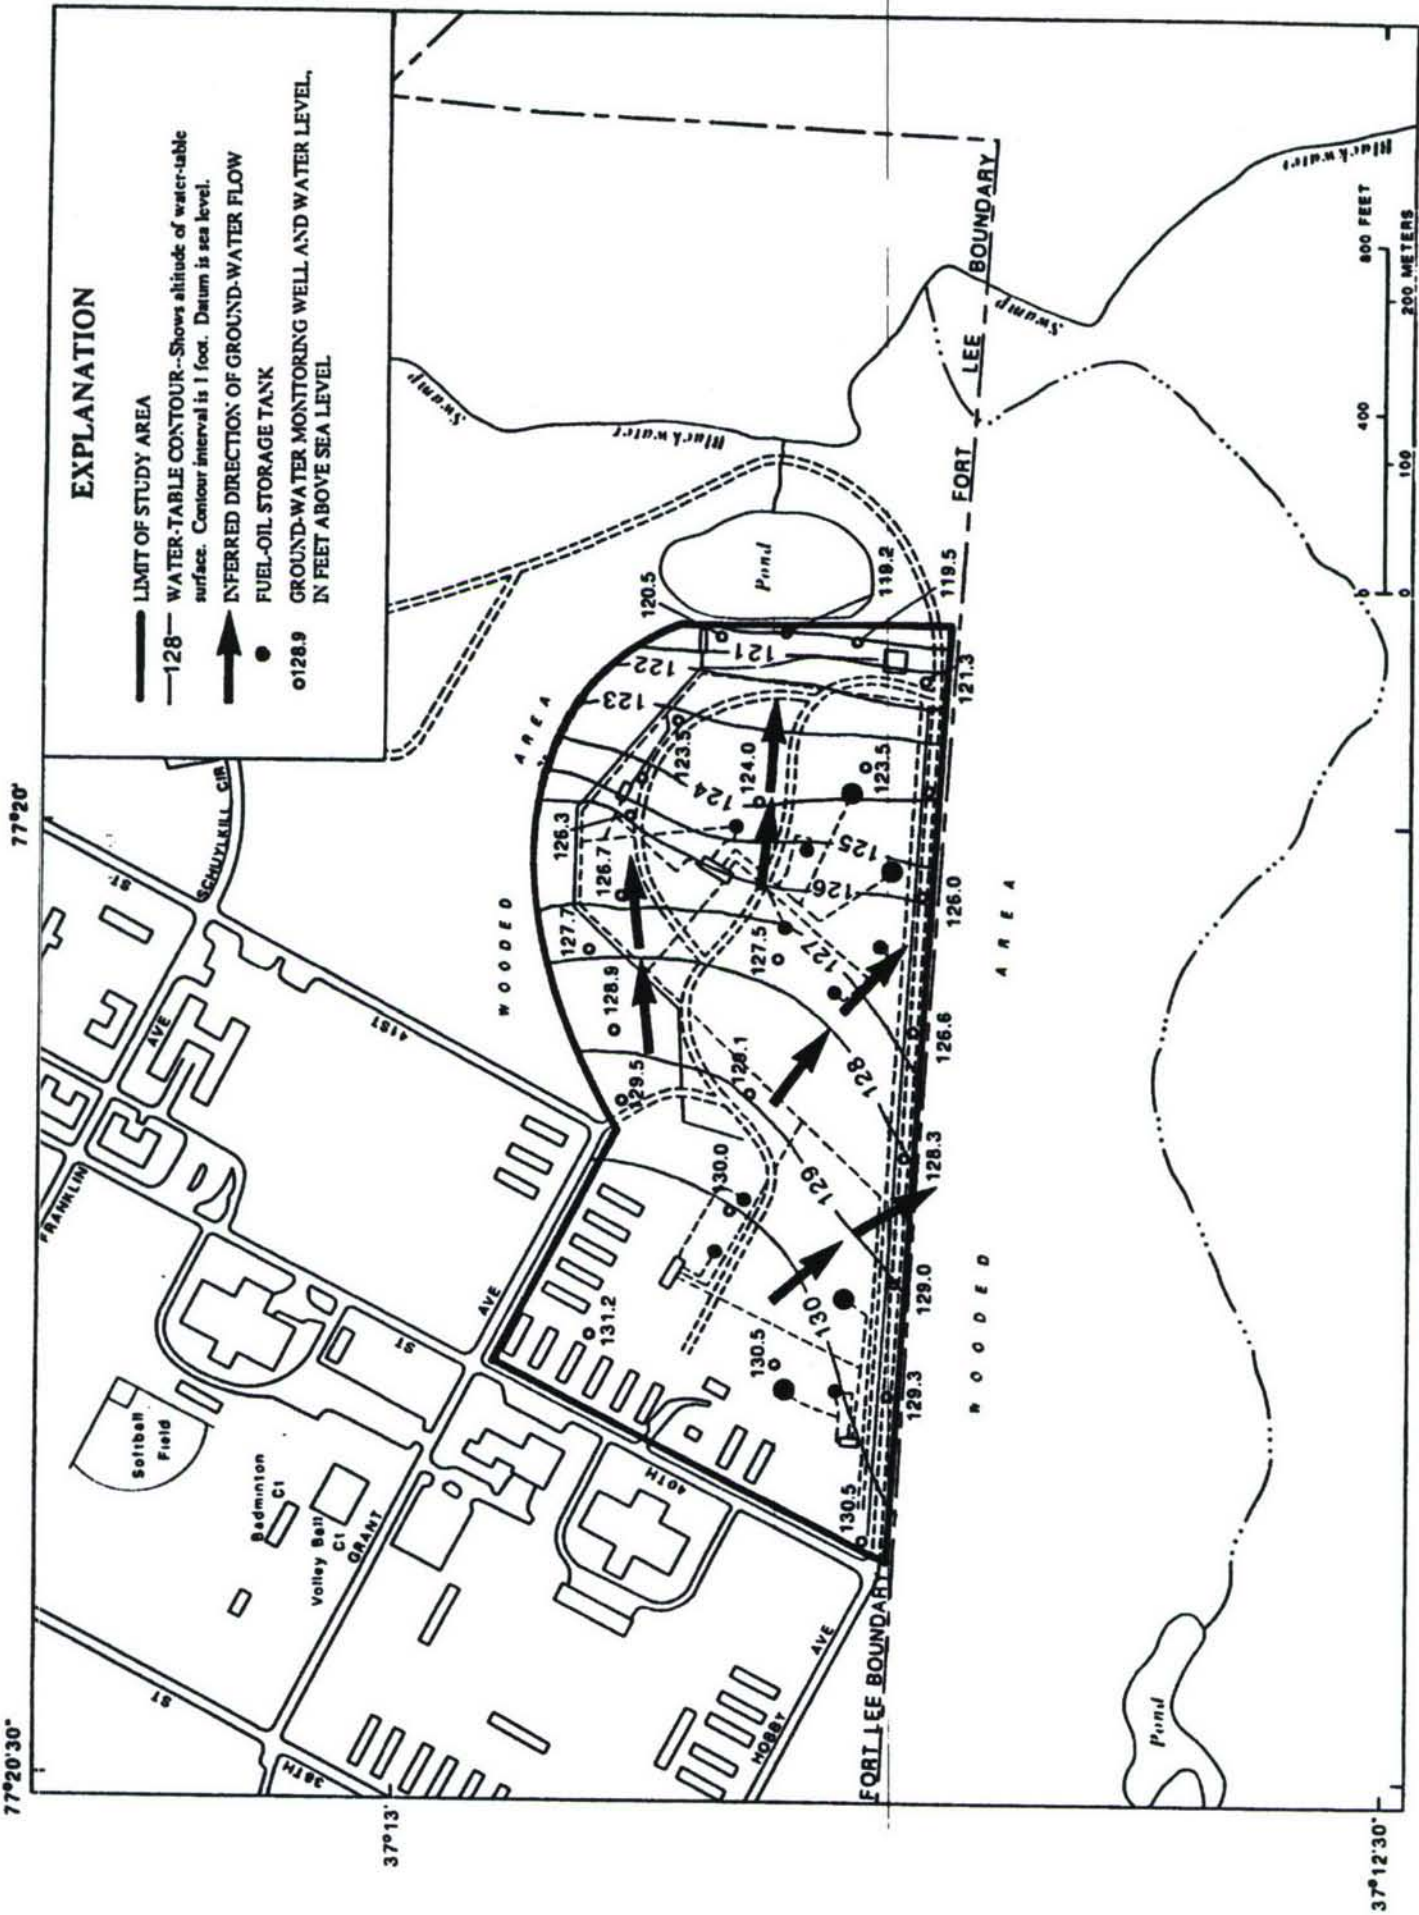 EXPLANATION
LIMIT OF STUDY AREA
—128— WATER-TABLE CONTOUR--Shows altitude of water-table
surface. Contour interval is 1 foot. Datum is sea level.
INFERRED DIRECTION OF GROUND-WATER FLOW
FUEL-OIL STORAGE TANK
128.9 GROUND-WATER MONITORING WELL AND WATER LEVEL,
IN FEET ABOVE SEA LEVEL
77°20'30"
77°20'
37°13'
37°12'30"
ST
38TH
Softball
Field
Badminton
Ct
Volley Ball
Ct
GRANT
AVE
FRANKLIN
AVE
ST
SCHUYLKILL CIR
41ST
ST
40TH
HOBBY
AVE
WOODED
AREA
Swamp
Blackwater
Pond
131.2
129.5
128.9
127.7
126.7
126.3
123.5
120.5
130.0
128.1
127.5
124.0
119.2
130.5
123.5
119.5
130.5
129.3
129.0
128.3
126.6
126.0
121.3
130
129
128
127
126
125
124
123
122
121
FORT LEE BOUNDARY
FORT LEE BOUNDARY
WOODED
AREA
Swamp
Blackwater
Pond
0 400 800 FEET
0 100 200 METERS